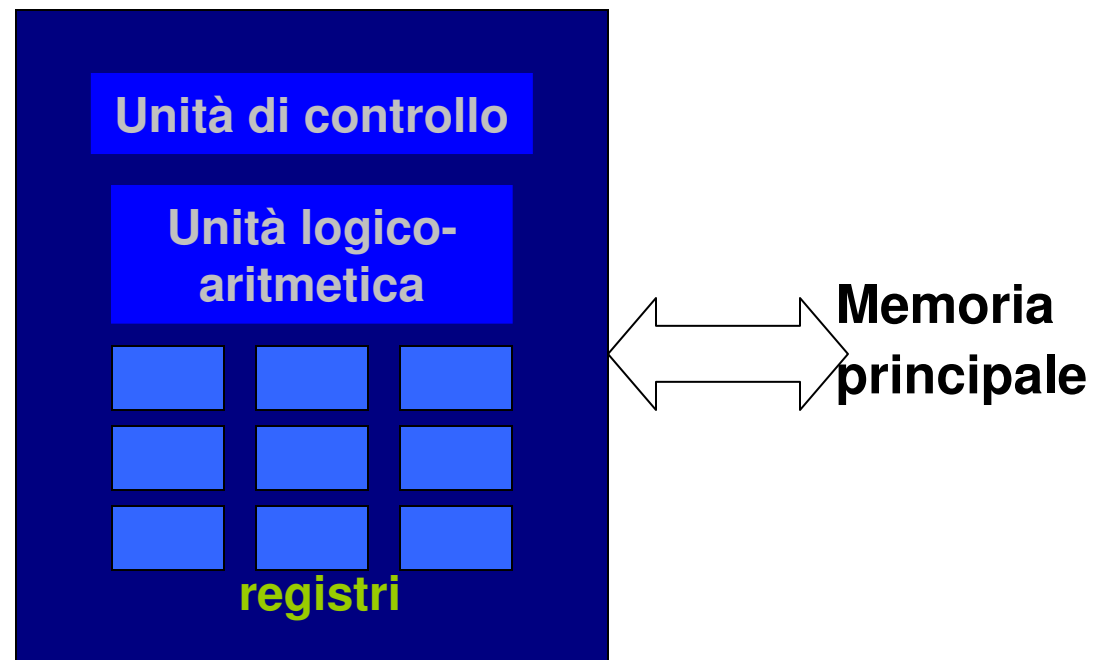 Unità di controllo
Unità logico-
aritmetica
registri
Memoria
principale